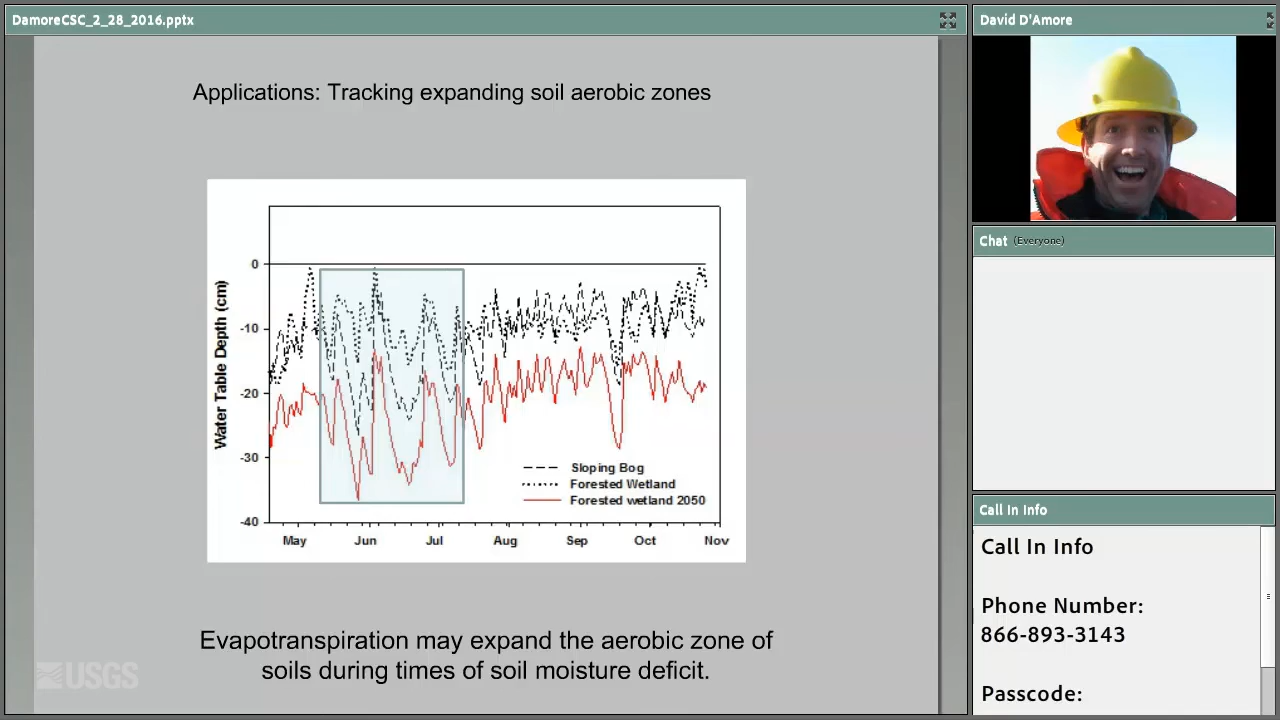 DamoreCSC_2_28_2016.pptx
Applications: Tracking expanding soil aerobic zones
Water Table Depth (cm)
0
-10
-20
-30
-40
Sloping Bog
Forested Wetland
Forested wetland 2050
May Jun Jul Aug Sep Oct Nov
Evapotranspiration may expand the aerobic zone of
soils during times of soil moisture deficit.
USGS
David D'Amore
Chat (Everyone)
Call In Info
Call In Info
Phone Number:
866-893-3143
Passcode: